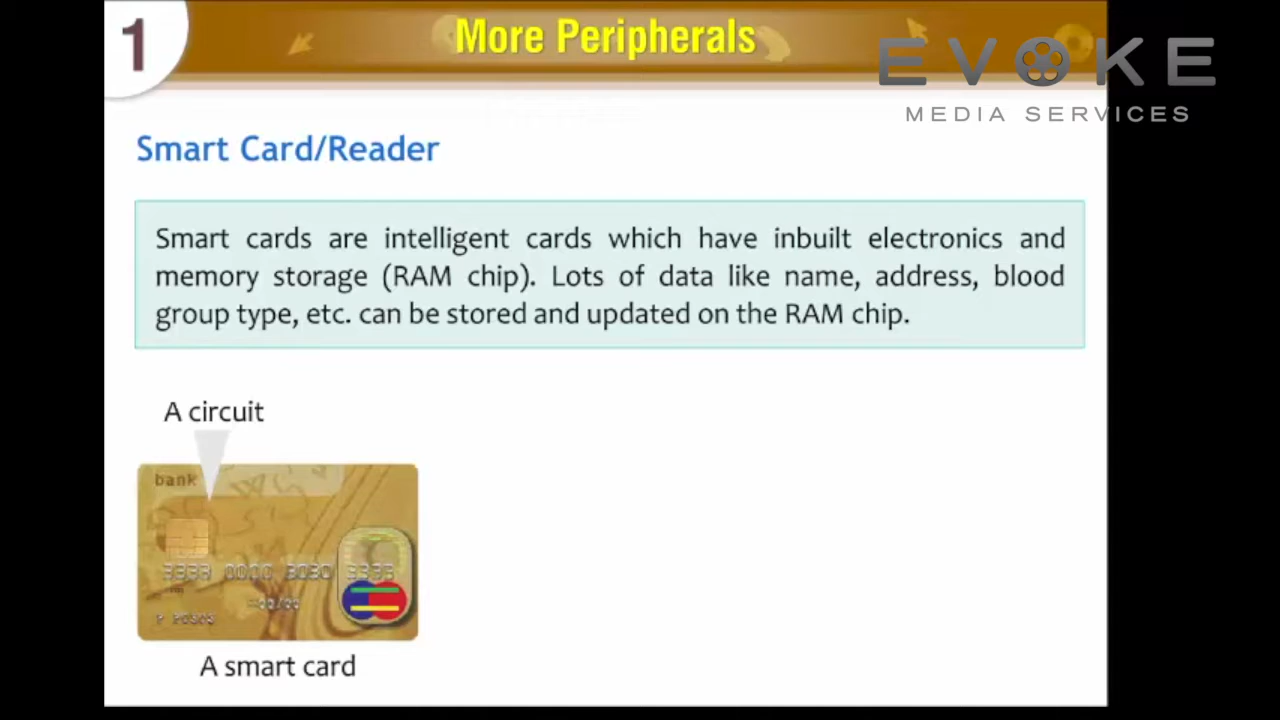 1
More Peripherals
EVOKE
MEDIA SERVICES
Smart Card/Reader
Smart cards are intelligent cards which have inbuilt electronics and
memory storage (RAM chip). Lots of data like name, address, blood
group type, etc. can be stored and updated on the RAM chip.
A circuit
bank
A smart card